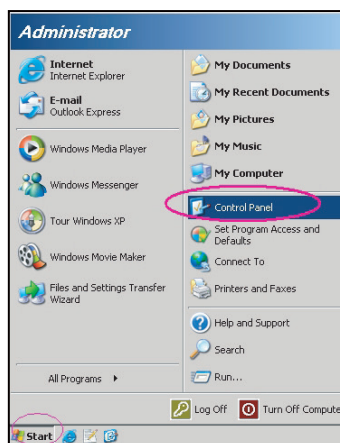 Administrator
Internet
Internet Explorer
E-mail
Outlook Express
Windows Media Player
Windows Messenger
Tour Windows XP
Windows Movie Maker
Files and Settings Transfer
Wizard
All Programs
My Documents
My Recent Documents
My Pictures
My Music
My Computer
Control Panel
Set Program Access and
Defaults
Connect To
Printers and Faxes
Help and Support
Search
Run...
Log Off
Turn Off Compute
Start